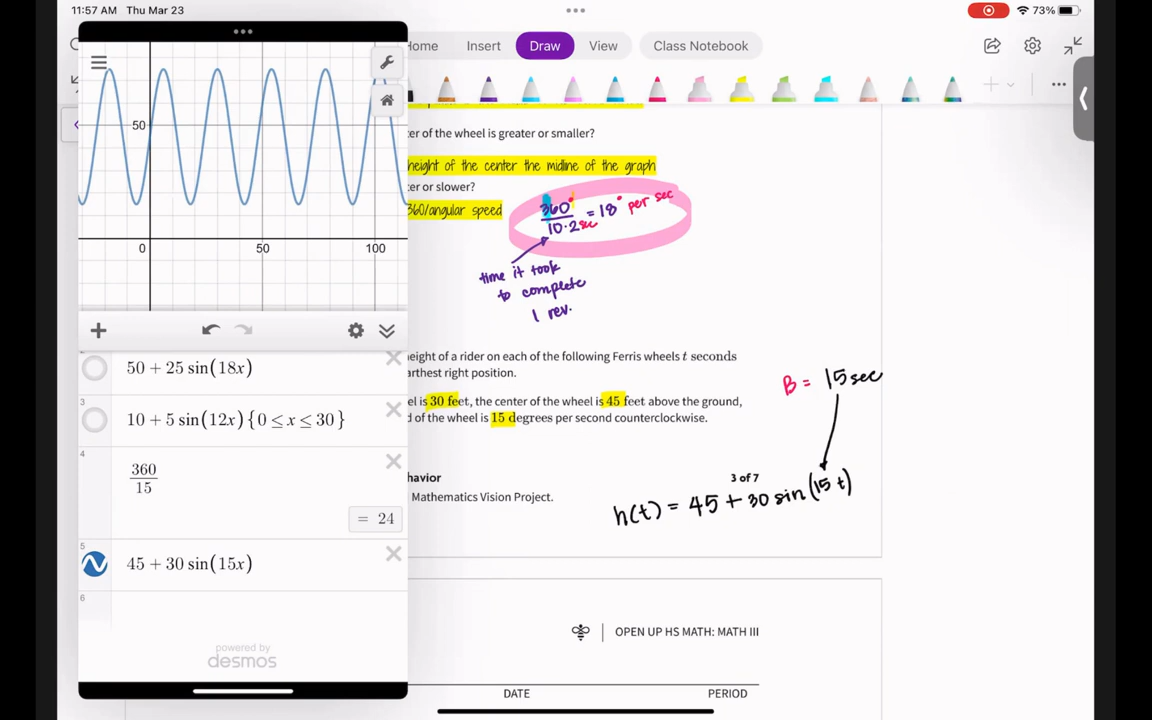 11:57 AM Thu Mar 23
73%
Home Insert Draw View Class Notebook
50
0 50 100
50 + 25 sin(18x)
3
10 + 5 sin(12x) {0 ≤ x ≤ 30}
4
360
15
= 24
5
45 + 30 sin(15x)
6
powered by
desmos
ter of the wheel is greater or smaller?
height of the center the midline of the graph
ter or slower?
360/angular speed
360°
10·2sec
= 18° per sec
time it took
to complete
1 rev.
eight of a rider on each of the following Ferris wheels t seconds
arthest right position.
B = 15 sec
el is 30 feet, the center of the wheel is 45 feet above the ground,
d of the wheel is 15 degrees per second counterclockwise.
havior
3 of 7
Mathematics Vision Project.
h(t) = 45 + 30 sin(15 t)
OPEN UP HS MATH: MATH III
DATE PERIOD